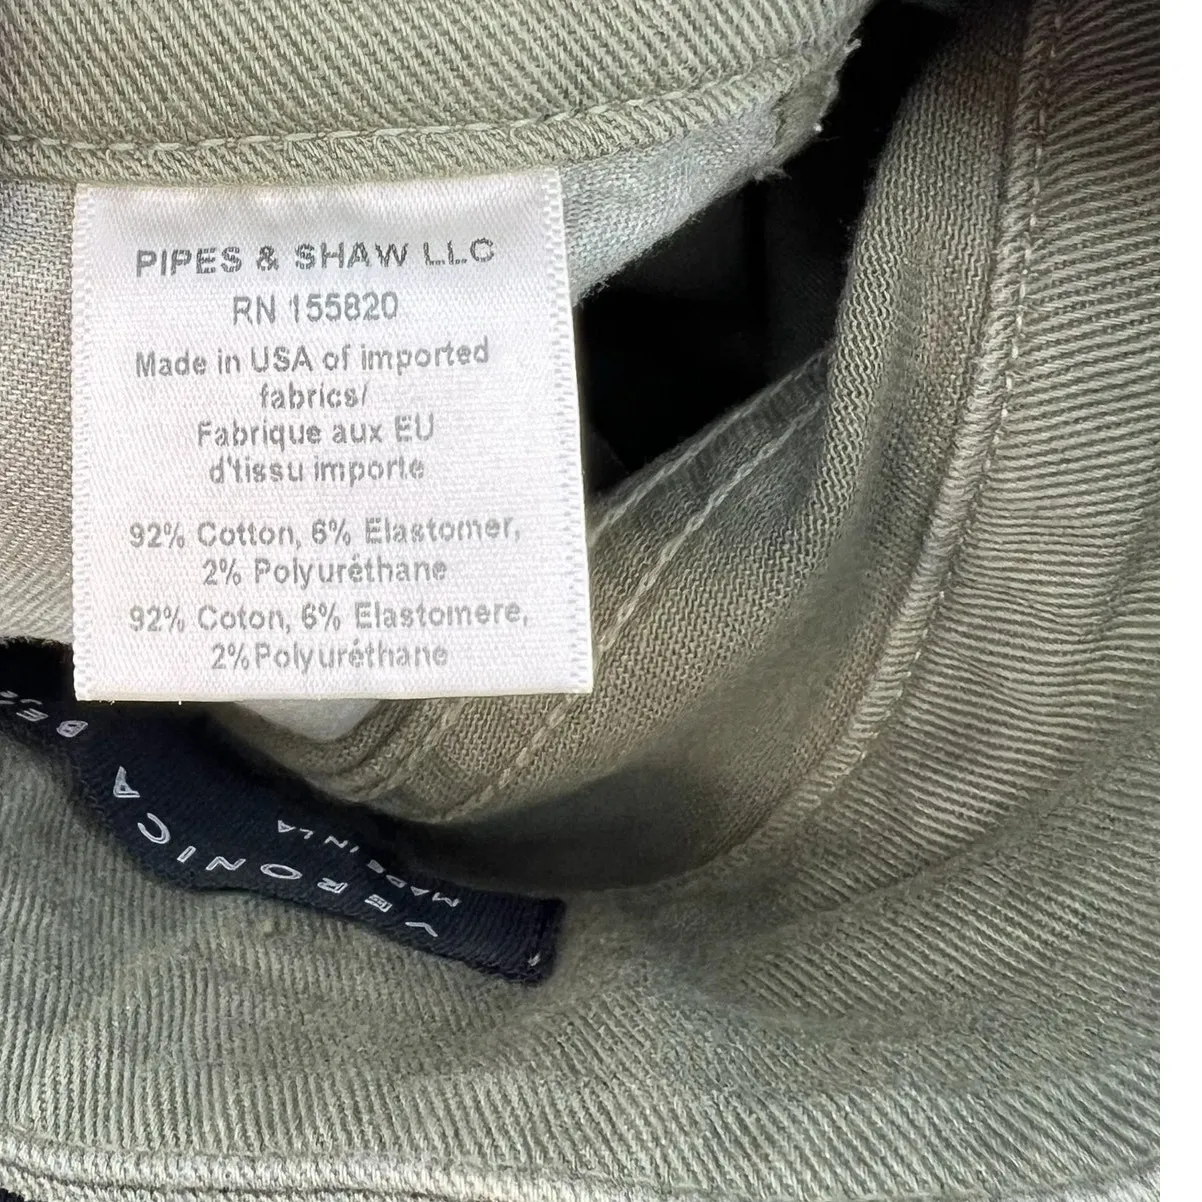 PIPES & SHAW LLC
RN 155820
Made in USA of imported
fabrics/
Fabrique aux EU
d'tissu importe
92% Cotton, 6% Elastomer,
2% Polyuréthane
92% Coton, 6% Elastomere,
2% Polyuréthane
VERONICA
MADE IN LA